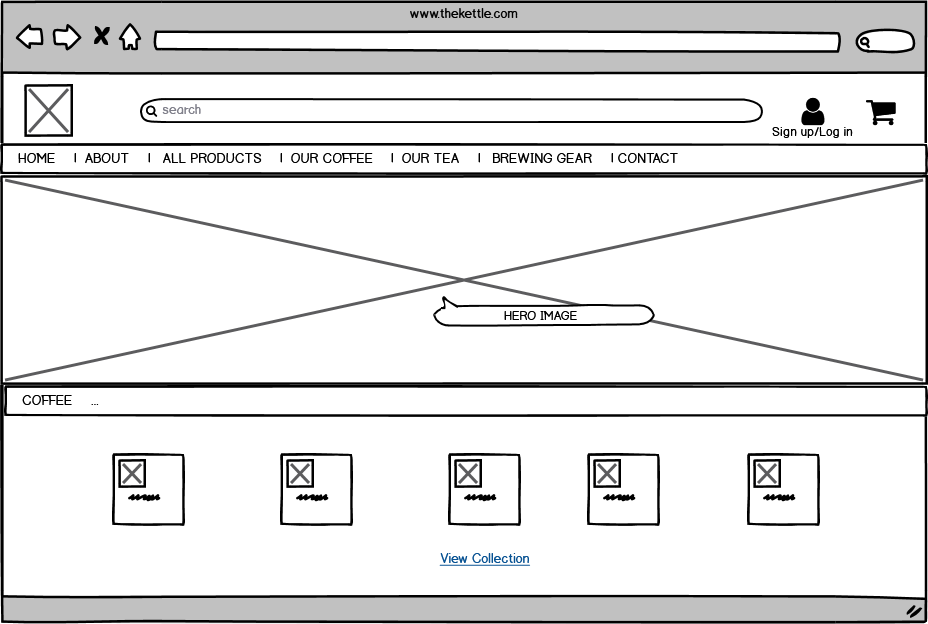 www.thekettle.com
search
Sign up/Log in
HOME | ABOUT | ALL PRODUCTS | OUR COFFEE | OUR TEA | BREWING GEAR | CONTACT
HERO IMAGE
COFFEE ...
View Collection